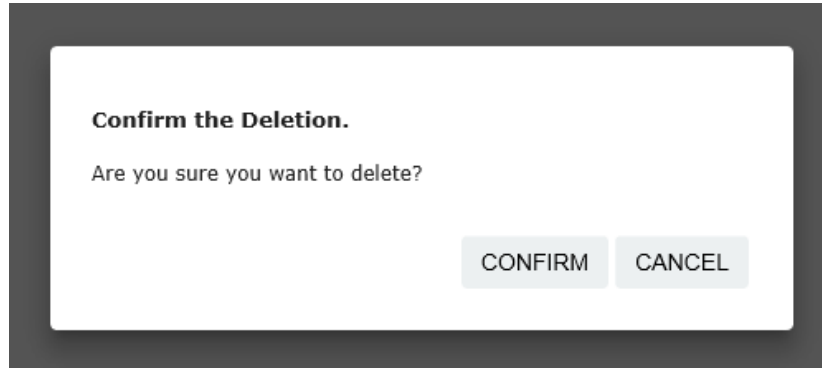 Confirm the Deletion.
Are you sure you want to delete?
CONFIRM CANCEL